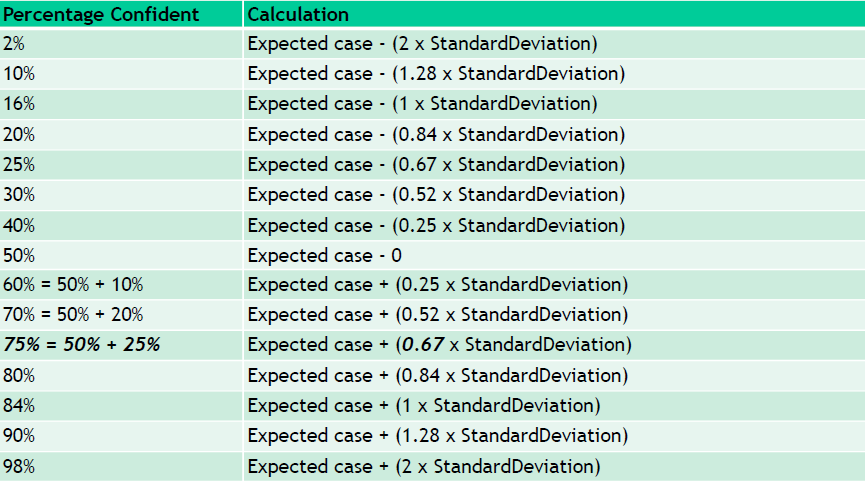 Percentage Confident Calculation
2% Expected case - (2 x StandardDeviation)
10% Expected case - (1.28 x StandardDeviation)
16% Expected case - (1 x StandardDeviation)
20% Expected case - (0.84 x StandardDeviation)
25% Expected case - (0.67 x StandardDeviation)
30% Expected case - (0.52 x StandardDeviation)
40% Expected case - (0.25 x StandardDeviation)
50% Expected case - 0
60% = 50% + 10% Expected case + (0.25 x StandardDeviation)
70% = 50% + 20% Expected case + (0.52 x StandardDeviation)
75% = 50% + 25% Expected case + (0.67 x StandardDeviation)
80% Expected case + (0.84 x StandardDeviation)
84% Expected case + (1 x StandardDeviation)
90% Expected case + (1.28 x StandardDeviation)
98% Expected case + (2 x StandardDeviation)